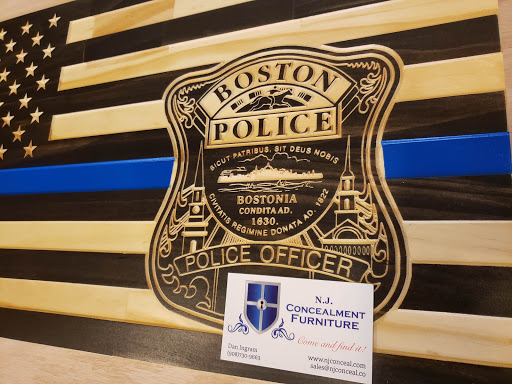 BOSTON
POLICE
SICUT PATRIBUS, SIT DEUS NOBIS
BOSTONIA
CONDITA AD.
1630.
CIVITATIS REGIMINE DONATA AD. 1822
POLICE OFFICER
N.J.
CONCEALMENT
FURNITURE
Come and find it!
Dan Ingram
www.njconceal.com
sales@njconceal.co